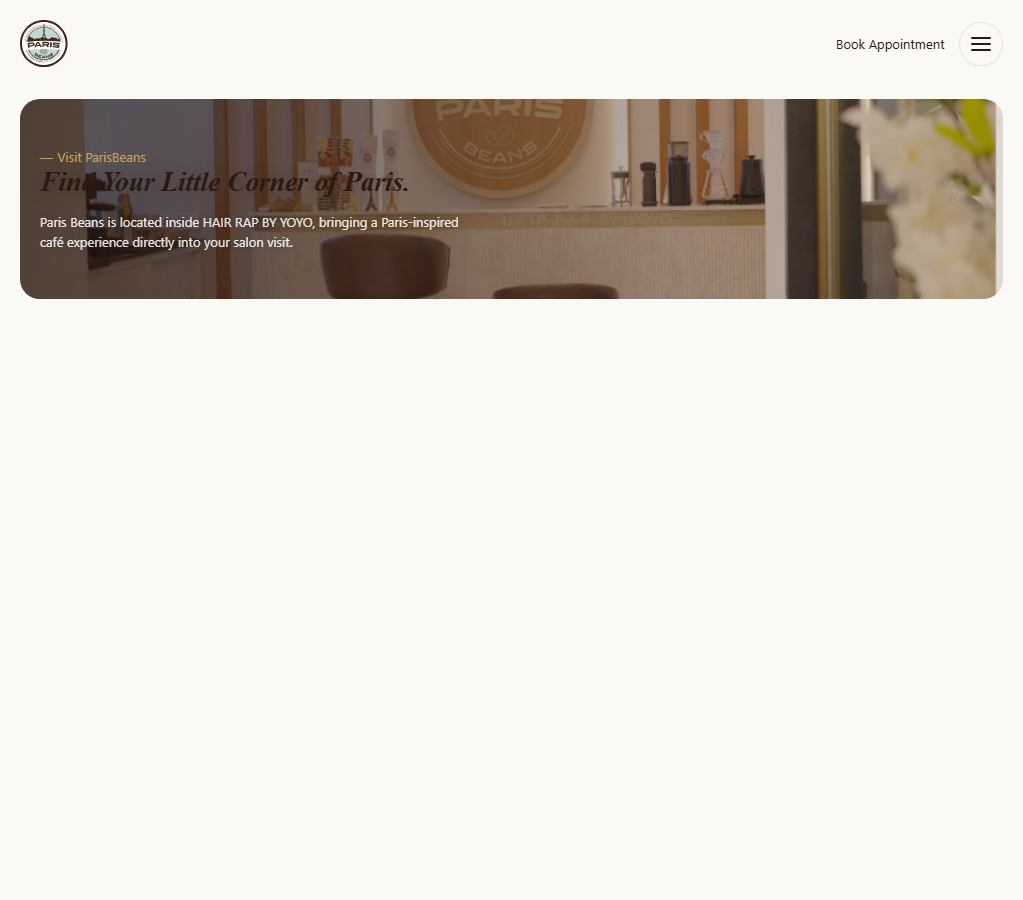 PARIS
BEANS
Book Appointment
PARIS
BEANS
— Visit ParisBeans
Find Your Little Corner of Paris.
Paris Beans is located inside HAIR RAP BY YOYO, bringing a Paris-inspired
café experience directly into your salon visit.
HAIR RAP BY YOYO